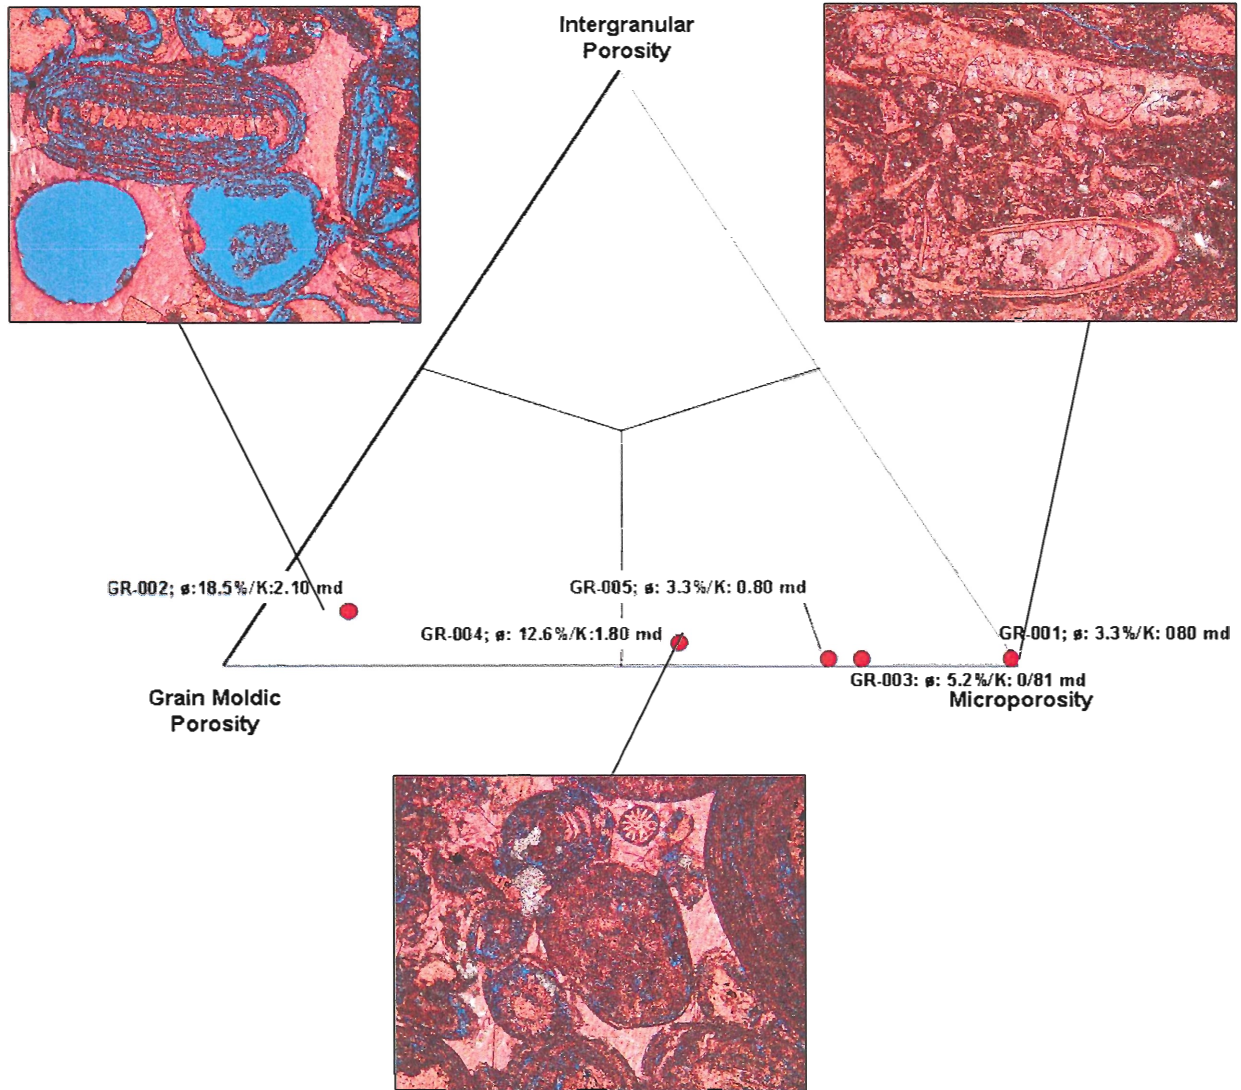 Intergranular
Porosity
GR-002; ø:18.5%/K:2.10 md
GR-005; ø: 3.3%/K: 0.80 md
GR-004; ø: 12.6%/K:1.80 md
GR-001; ø: 3.3%/K: 080 md
GR-003: ø: 5.2%/K: 0/81 md
Grain Moldic
Porosity
Microporosity